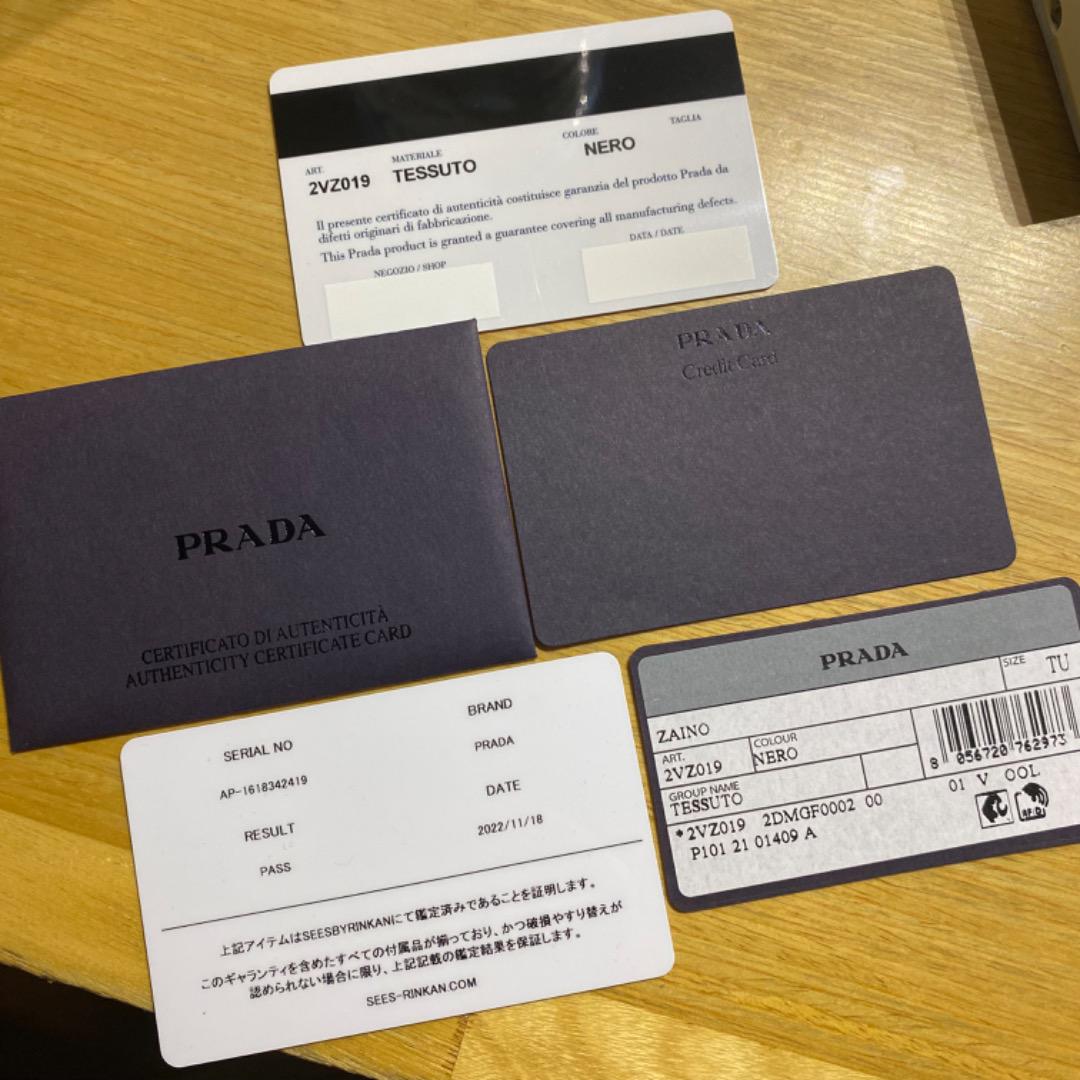 ART.
2VZ019
MATERIALE
TESSUTO
COLORE
NERO
TAGLIA
Il presente certificato di autenticità costituisce garanzia del prodotto Prada da
difetti originari di fabbricazione.
This Prada product is granted a guarantee covering all manufacturing defects.
NEGOZIO / SHOP
DATA / DATE
PRADA
Credit Card
PRADA
CERTIFICATO DI AUTENTICITÀ
AUTHENTICITY CERTIFICATE CARD
SERIAL NO
AP-1618342419
BRAND
PRADA
RESULT
PASS
DATE
2022/11/18
上記アイテムはSEESBYRINKANにて鑑定済みであることを証明します。
このギャランティを含めたすべての付属品が揃っており、かつ破損やすり替えが
認められない場合に限り、上記記載の鑑定結果を保証します。
SEES-RINKAN.COM
PRADA
ZAINO
SIZE TU
ART.
2VZ019
COLOUR
NERO
8 056720 762973
GROUP NAME
TESSUTO
01 V OOL
*2VZ019 2DMGF0002 00
P101 21 01409 A
RFID